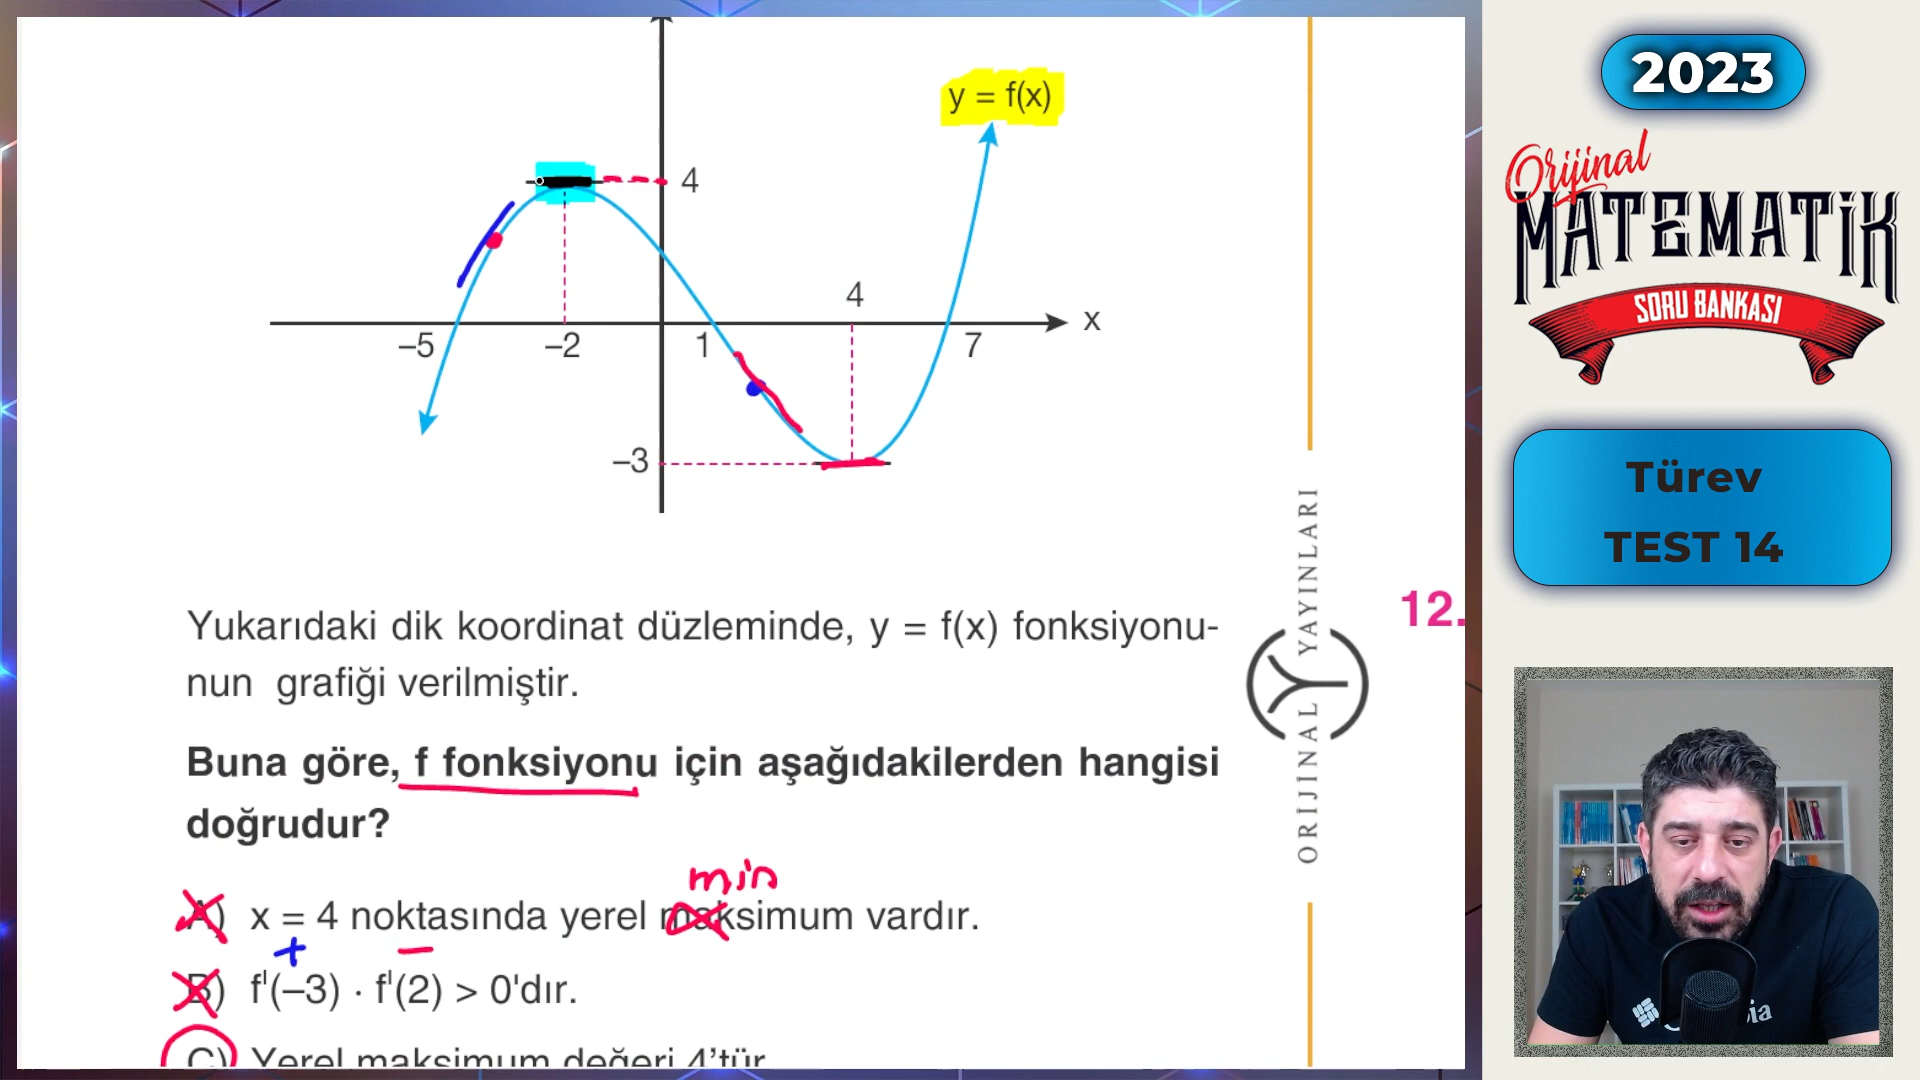 y = f(x)
4
4
x
–5
–2
1
7
–3
Yukarıdaki dik koordinat düzleminde, y = f(x) fonksiyonu-
nun grafiği verilmiştir.
Buna göre, f fonksiyonu için aşağıdakilerden hangisi
doğrudur?
min
A) x = 4 noktasında yerel maksimum vardır.
+ –
B) f'(–3) · f'(2) > 0'dır.
C) Yerel maksimum değeri 4'tür
ORİJİNAL YAYINLARI
12.
2023
Orijinal
MATEMATİK
SORU BANKASI
Türev
TEST 14